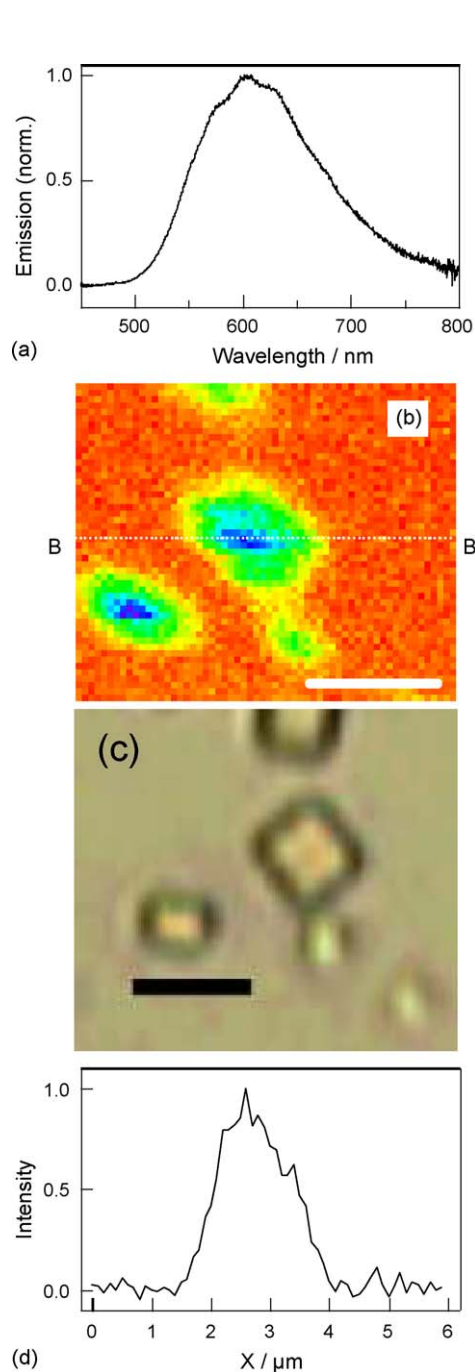 1.0
0.5
0.0
Emission (norm.)
500 600 700 800
Wavelength / nm
(a)
(b)
B B
(c)
1.0
0.5
0.0
Intensity
0 1 2 3 4 5 6
X / µm
(d)